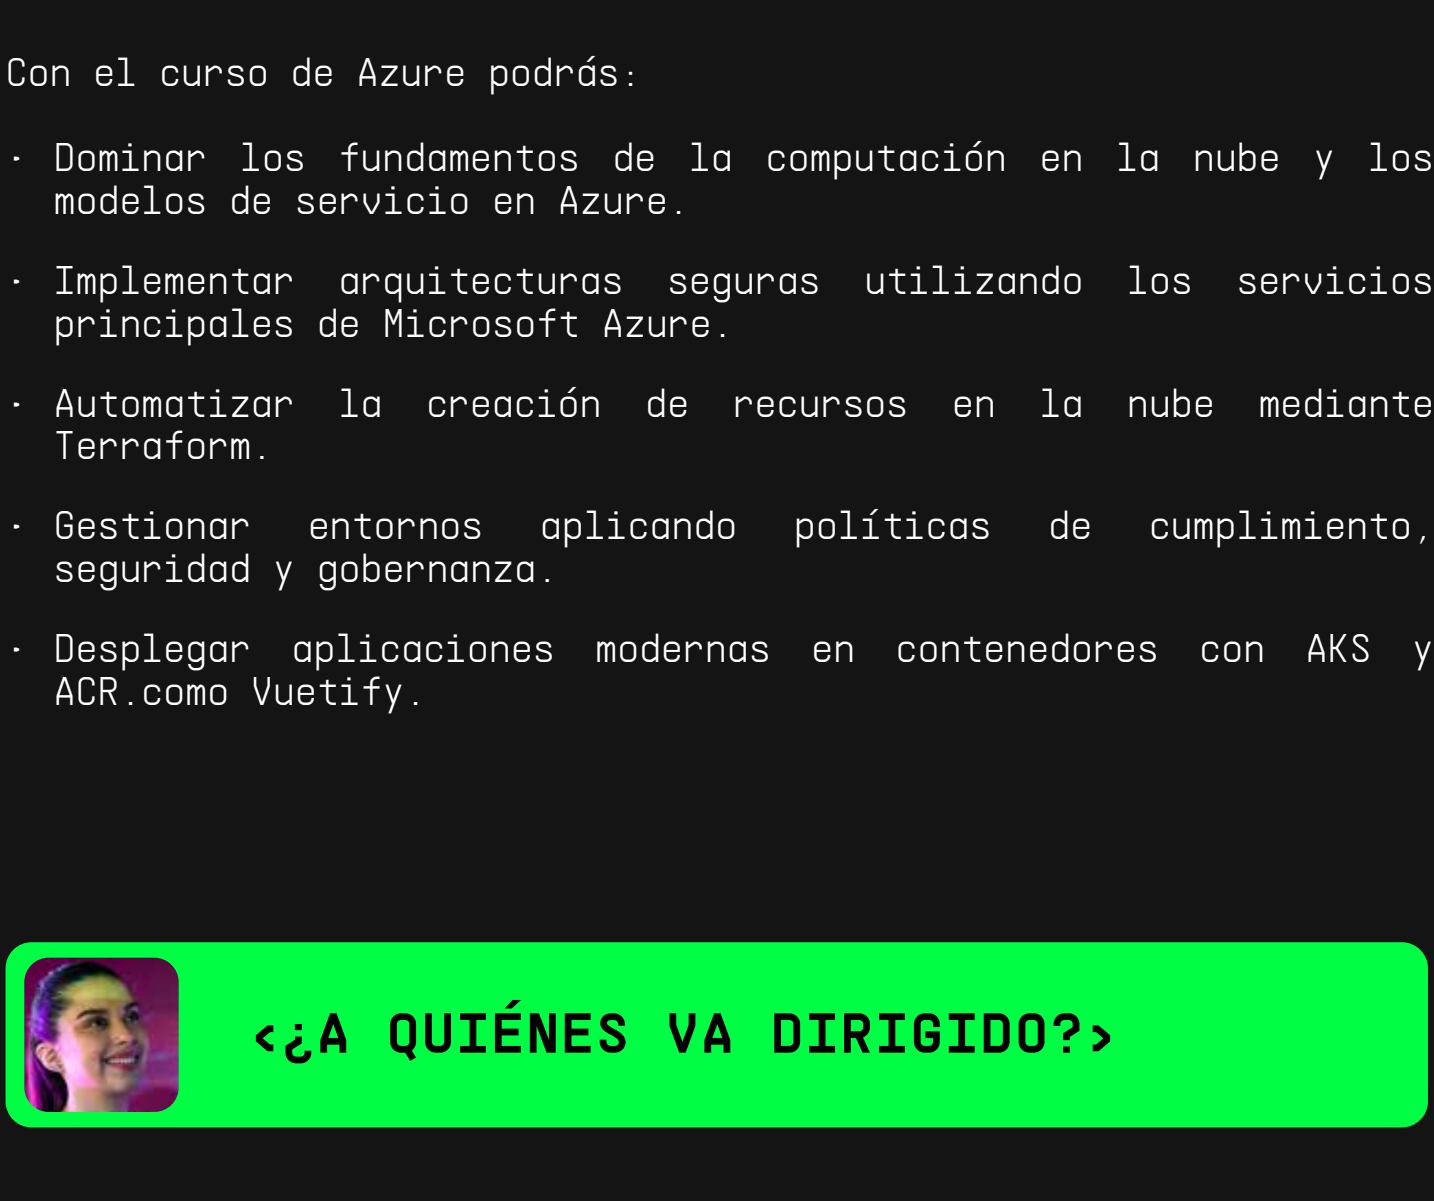 Con el curso de Azure podrás:
· Dominar los fundamentos de la computación en la nube y los
modelos de servicio en Azure.
· Implementar arquitecturas seguras utilizando los servicios
principales de Microsoft Azure.
· Automatizar la creación de recursos en la nube mediante
Terraform.
· Gestionar entornos aplicando políticas de cumplimiento,
seguridad y gobernanza.
· Desplegar aplicaciones modernas en contenedores con AKS y
ACR.como Vuetify.
<¿A QUIÉNES VA DIRIGIDO?>